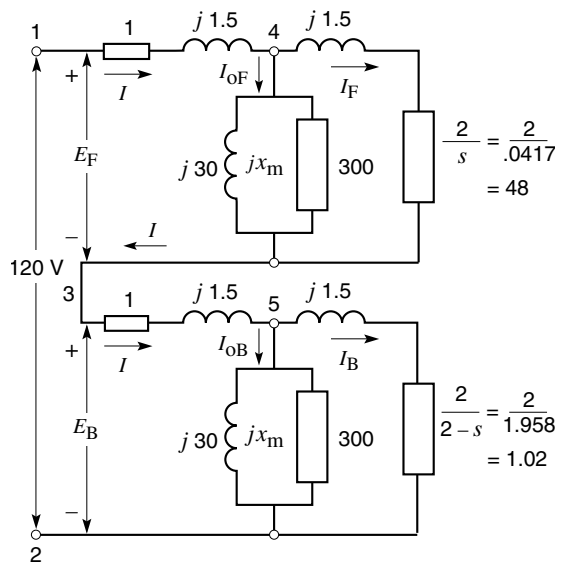 1 1 j 1.5 4 j 1.5
+ I I_oF I_F
E_F j 30 jx_m 300 2/s = 2/.0417
= 48
– I
120 V
3 1 j 1.5 5 j 1.5
+ I I_oB I_B
E_B j 30 jx_m 300 2/2 – s = 2/1.958
= 1.02
–
2